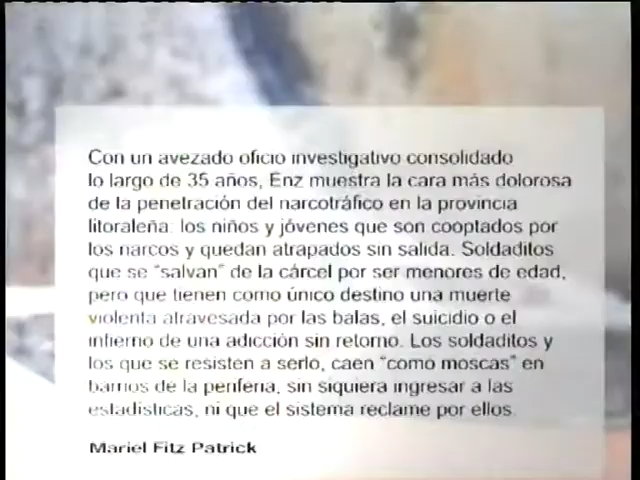 Con un avezado oficio investigativo consolidado
lo largo de 35 años, Enz muestra la cara más dolorosa
de la penetración del narcotráfico en la provincia
litoraleña: los niños y jóvenes que son cooptados por
los narcos y quedan atrapados sin salida. Soldaditos
que se "salvan" de la cárcel por ser menores de edad,
pero que tienen como único destino una muerte
violenta atravesada por las balas, el suicidio o el
infierno de una adicción sin retorno. Los soldaditos y
los que se resisten a serlo, caen "como moscas" en
barrios de la periferia, sin siquiera ingresar a las
estadísticas, ni que el sistema reclame por ellos.
Mariel Fitz Patrick